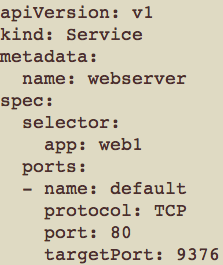 apiVersion: v1
kind: Service
metadata:
  name: webserver
spec:
  selector:
    app: web1
  ports:
  - name: default
    protocol: TCP
    port: 80
    targetPort: 9376